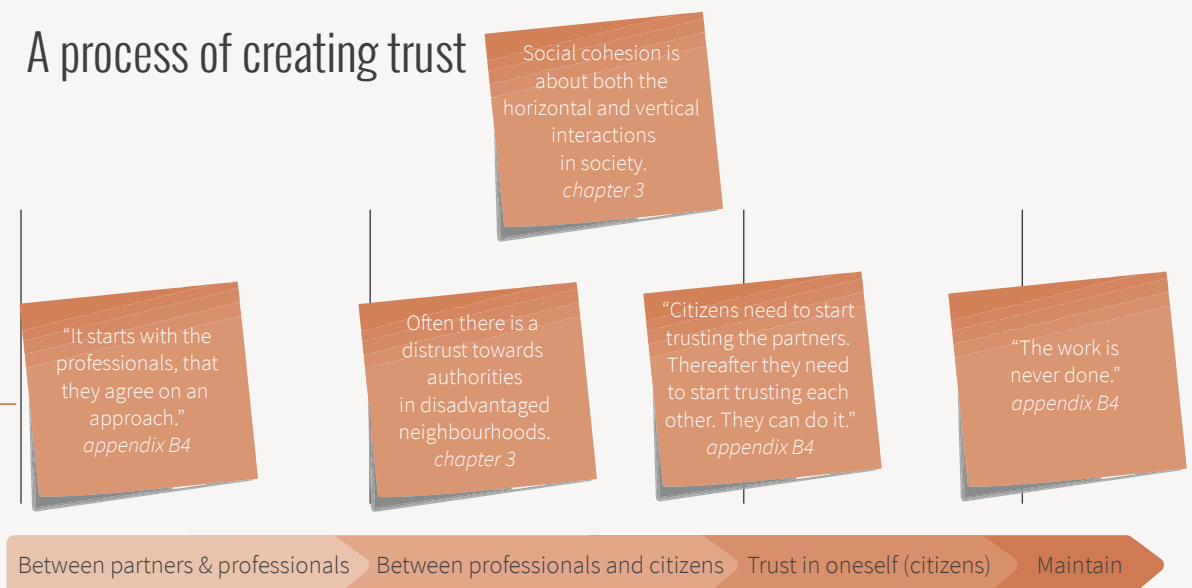 A process of creating trust
Social cohesion is
about both the
horizontal and vertical
interactions
in society.
chapter 3
“It starts with the
professionals, that
they agree on an
approach.”
appendix B4
Often there is a
distrust towards
authorities
in disadvantaged
neighbourhoods.
chapter 3
“Citizens need to start
trusting the partners.
Thereafter they need
to start trusting each
other. They can do it.”
appendix B4
“The work is
never done.”
appendix B4
Between partners & professionals
Between professionals and citizens
Trust in oneself (citizens)
Maintain